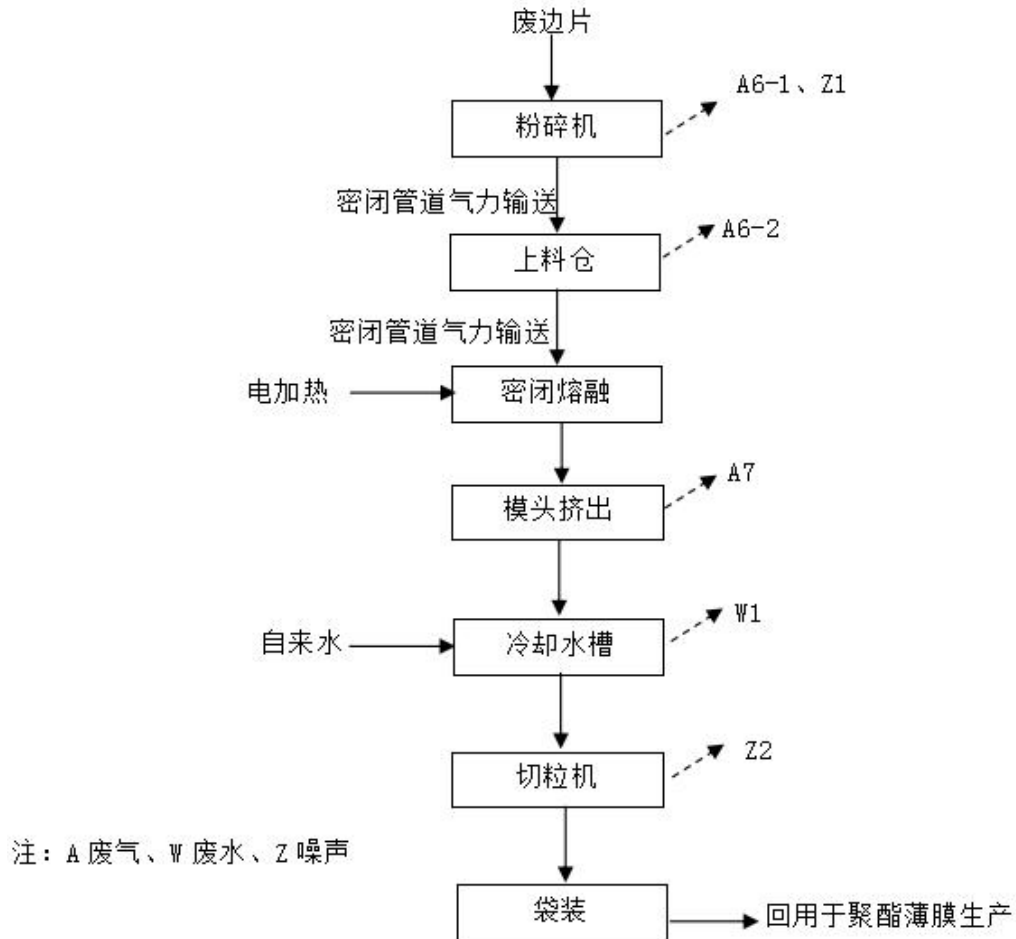 废边片
A6-1、Z1
粉碎机
密闭管道气力输送
A6-2
上料仓
密闭管道气力输送
电加热
密闭熔融
A7
模头挤出
W1
自来水
冷却水槽
Z2
切粒机
注：A 废气、W 废水、Z 噪声
袋装
回用于聚酯薄膜生产